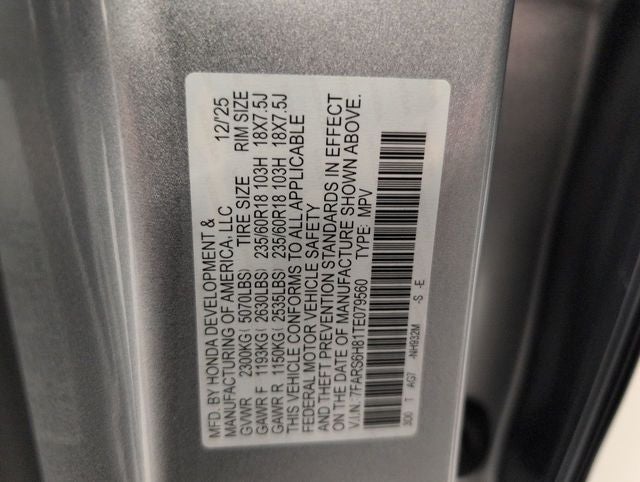 MFD. BY HONDA DEVELOPMENT & 12/25
MANUFACTURING OF AMERICA, LLC
GVWR 2300KG(5070LBS) TIRE SIZE RIM SIZE
GAWR F 1193KG(2630LBS) 235/60R18 103H 18X7.5J
GAWR R 1150KG(2535LBS) 235/60R18 103H 18X7.5J
THIS VEHICLE CONFORMS TO ALL APPLICABLE
FEDERAL MOTOR VEHICLE SAFETY
AND THEFT PREVENTION STANDARDS IN EFFECT
ON THE DATE OF MANUFACTURE SHOWN ABOVE.
V.I.N.:7FARS6H81TE079560 TYPE: MPV
300 T AG7 -NH932M -S -E